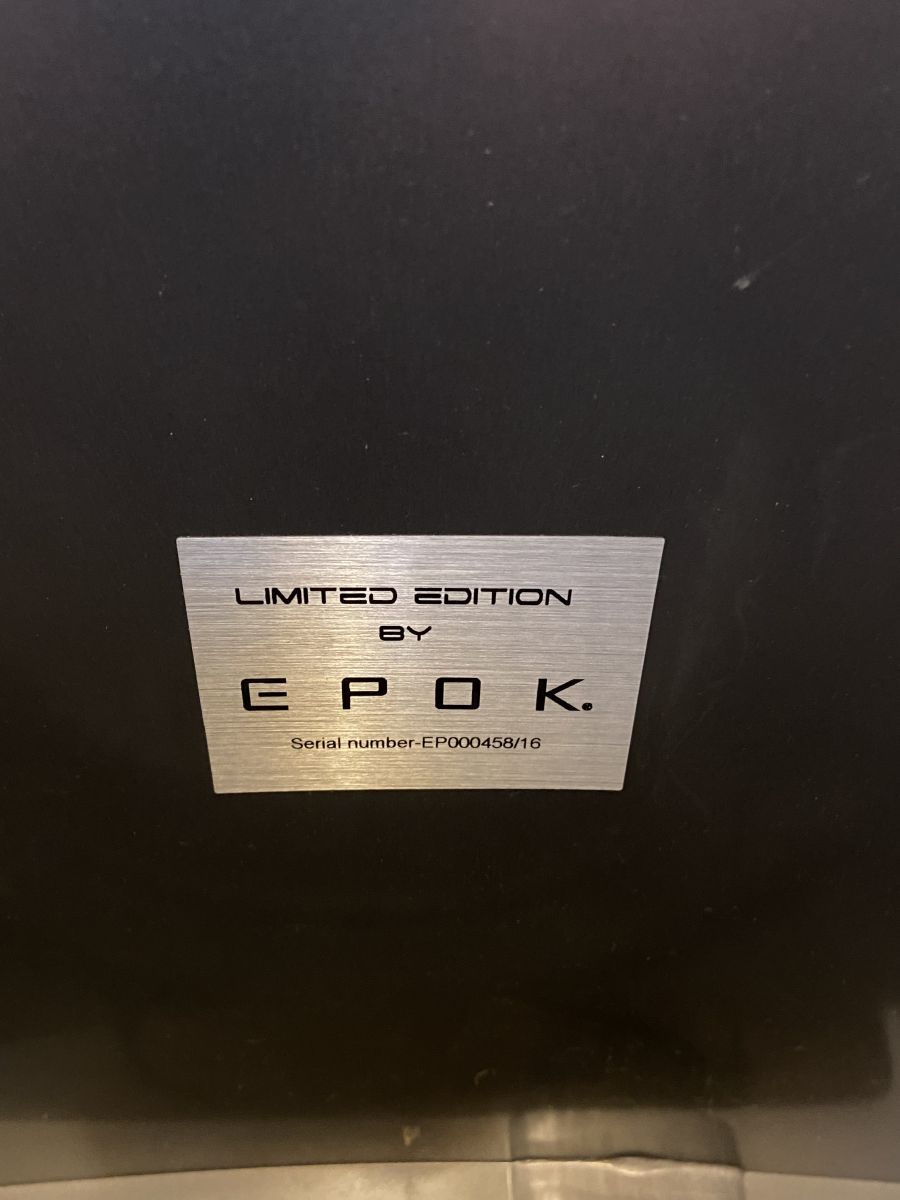 LIMITED EDITION
BY
EPOK.
Serial number-EP000458/16